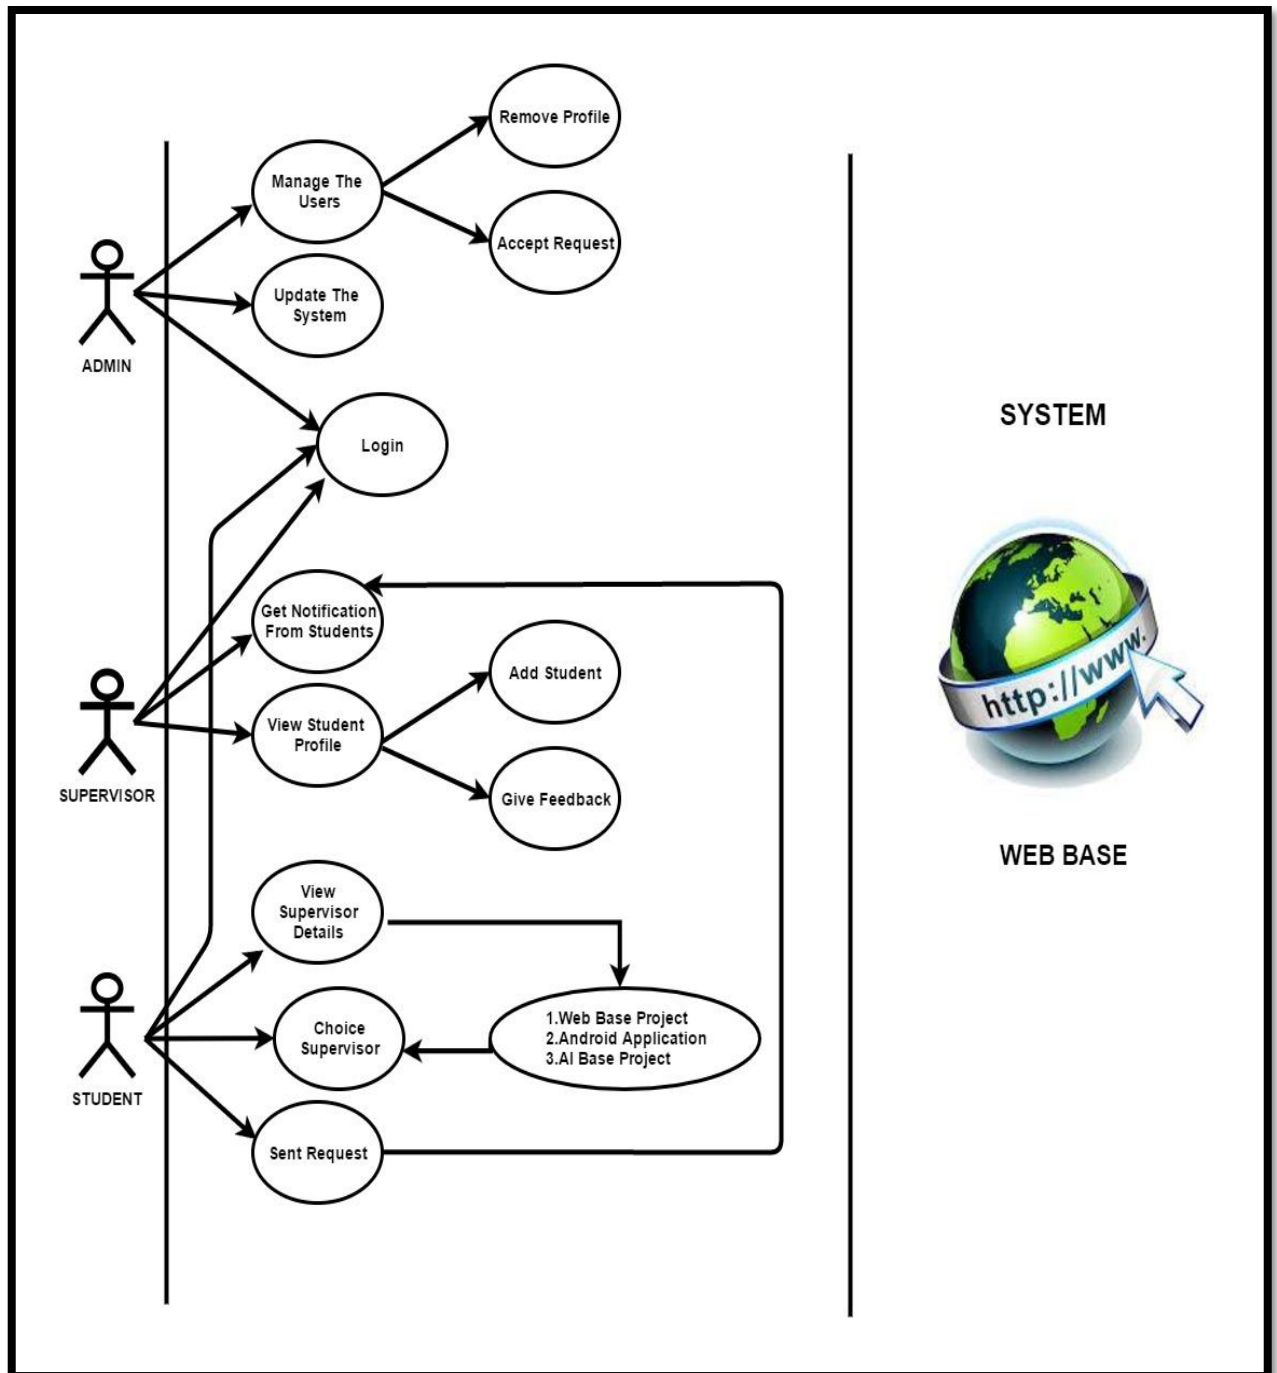 Remove Profile
Manage The
Users
Accept Request
Update The
System
ADMIN
SYSTEM
Login
Get Notification
From Students
Add Student
View Student
Profile
http://www.
SUPERVISOR
Give Feedback
WEB BASE
View
Supervisor
Details
1.Web Base Project
2.Android Application
3.AI Base Project
Choice
Supervisor
STUDENT
Sent Request